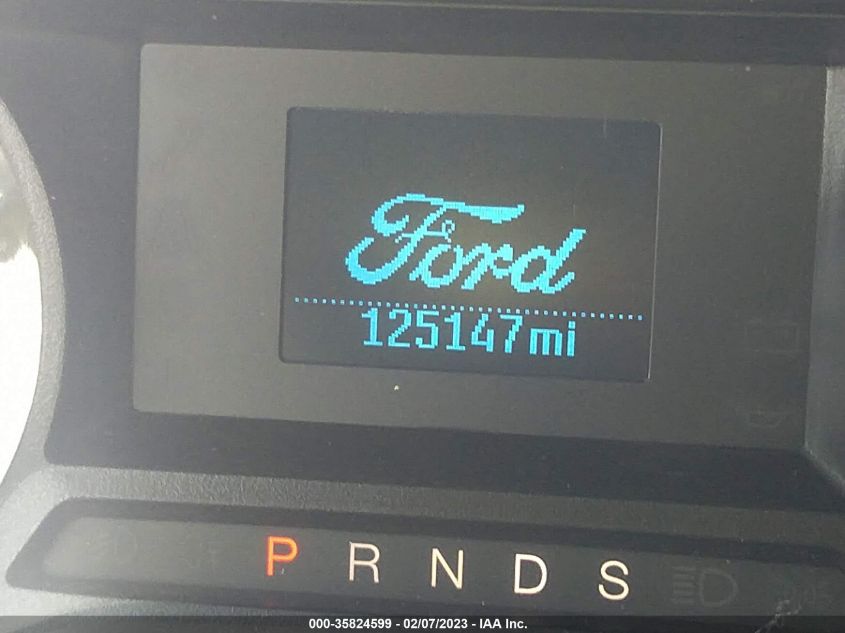 Ford
125147mi
P R N D S
000-35824599 - 02/07/2023 - IAA Inc.